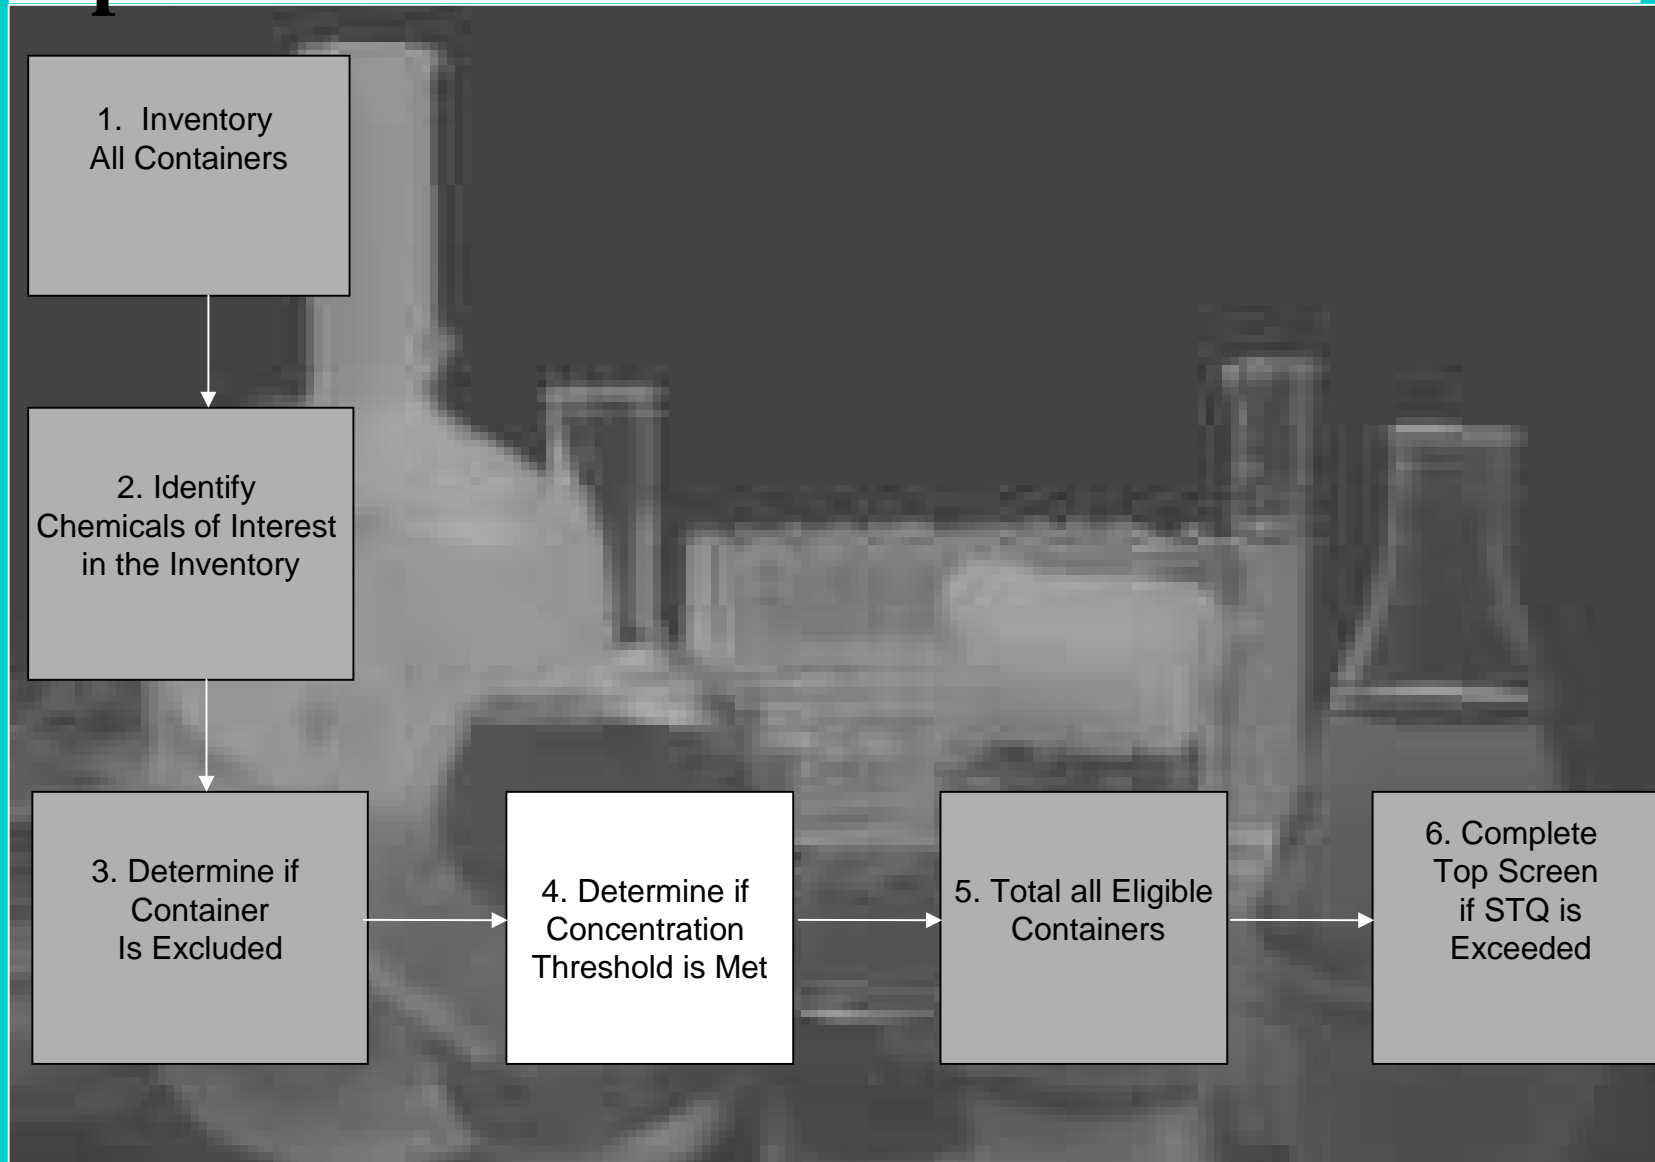 1. Inventory
All Containers
2. Identify
Chemicals of Interest
in the Inventory
3. Determine if
Container
Is Excluded
4. Determine if
Concentration
Threshold is Met
5. Total all Eligible
Containers
6. Complete
Top Screen
if STQ is
Exceeded